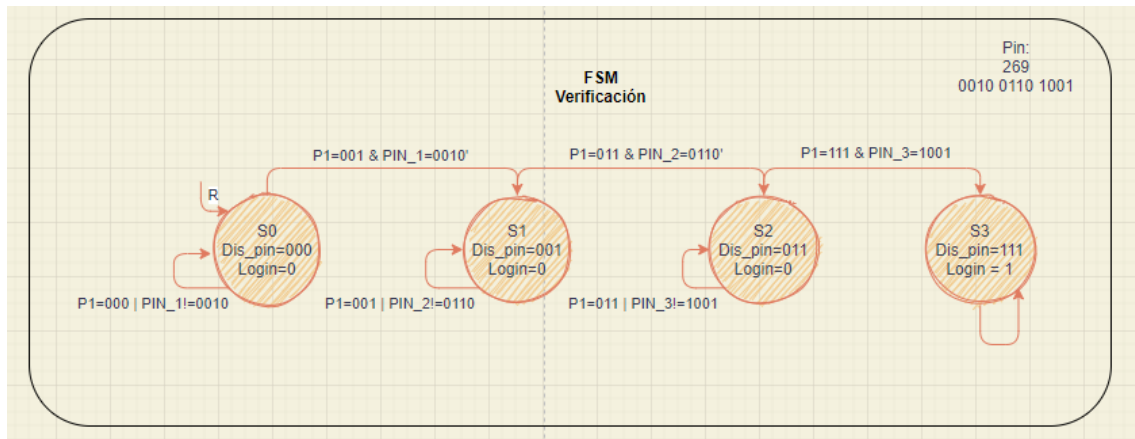 Pin:
269
0010 0110 1001
FSM
Verificación
P1=001 & PIN_1=0010'
P1=011 & PIN_2=0110'
P1=111 & PIN_3=1001
R
S0
Dis_pin=000
Login=0
S1
Dis_pin=001
Login=0
S2
Dis_pin=011
Login=0
S3
Dis_pin=111
Login = 1
P1=000 | PIN_1!=0010
P1=001 | PIN_2!=0110
P1=011 | PIN_3!=1001